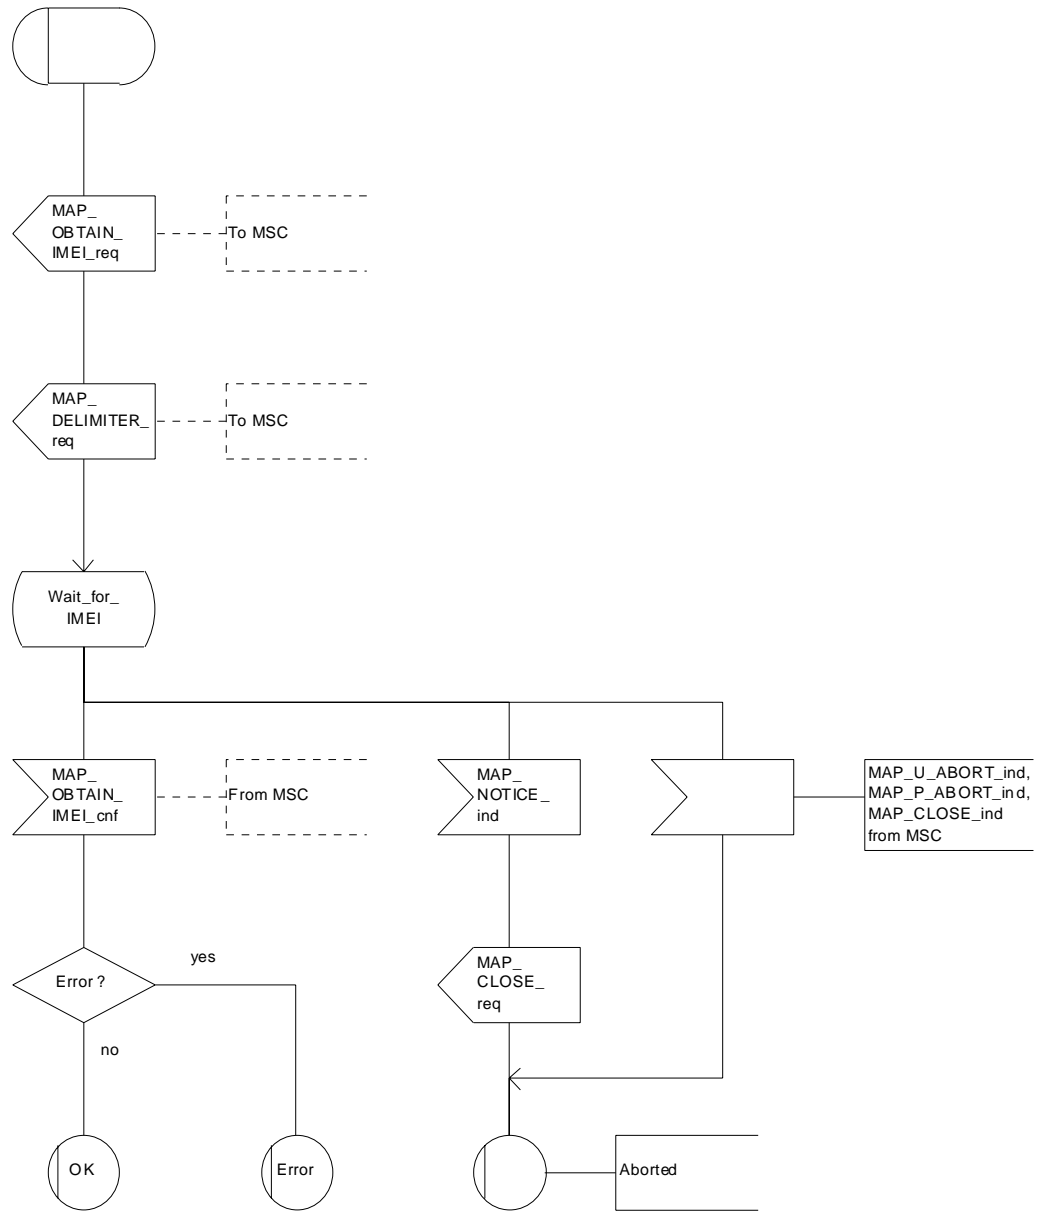 MAP_
OBTAIN_
IMEI_req
To MSC
MAP_
DELIMITER_
req
To MSC
Wait_for_
IMEI
MAP_
OBTAIN_
IMEI_cnf
From MSC
MAP_
NOTICE_
ind
MAP_U_ABORT_ind,
MAP_P_ABORT_ind,
MAP_CLOSE_ind
from MSC
Error ?
yes
no
MAP_
CLOSE_
req
OK
Error
Aborted